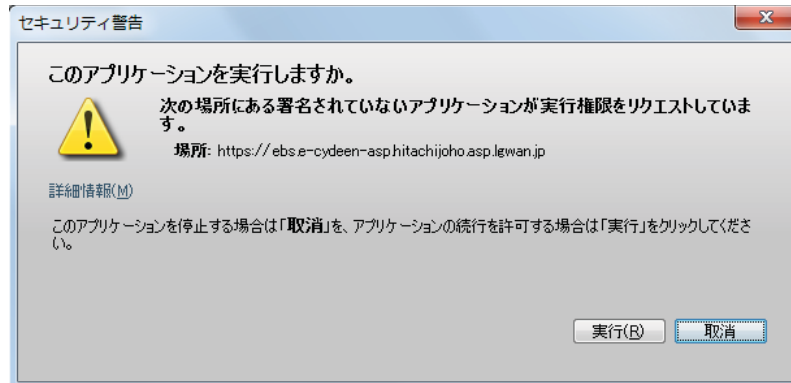 セキュリティ警告
このアプリケーションを実行しますか。
次の場所にある署名されていないアプリケーションが実行権限をリクエストしていま
す。
場所: https://ebs.e-cydeen-asp.hitachijoho.asp.lgwan.jp
詳細情報(M)
このアプリケーションを停止する場合は「取消」を、アプリケーションの続行を許可する場合は「実行」をクリックしてくださ
い。
実行(R) 取消